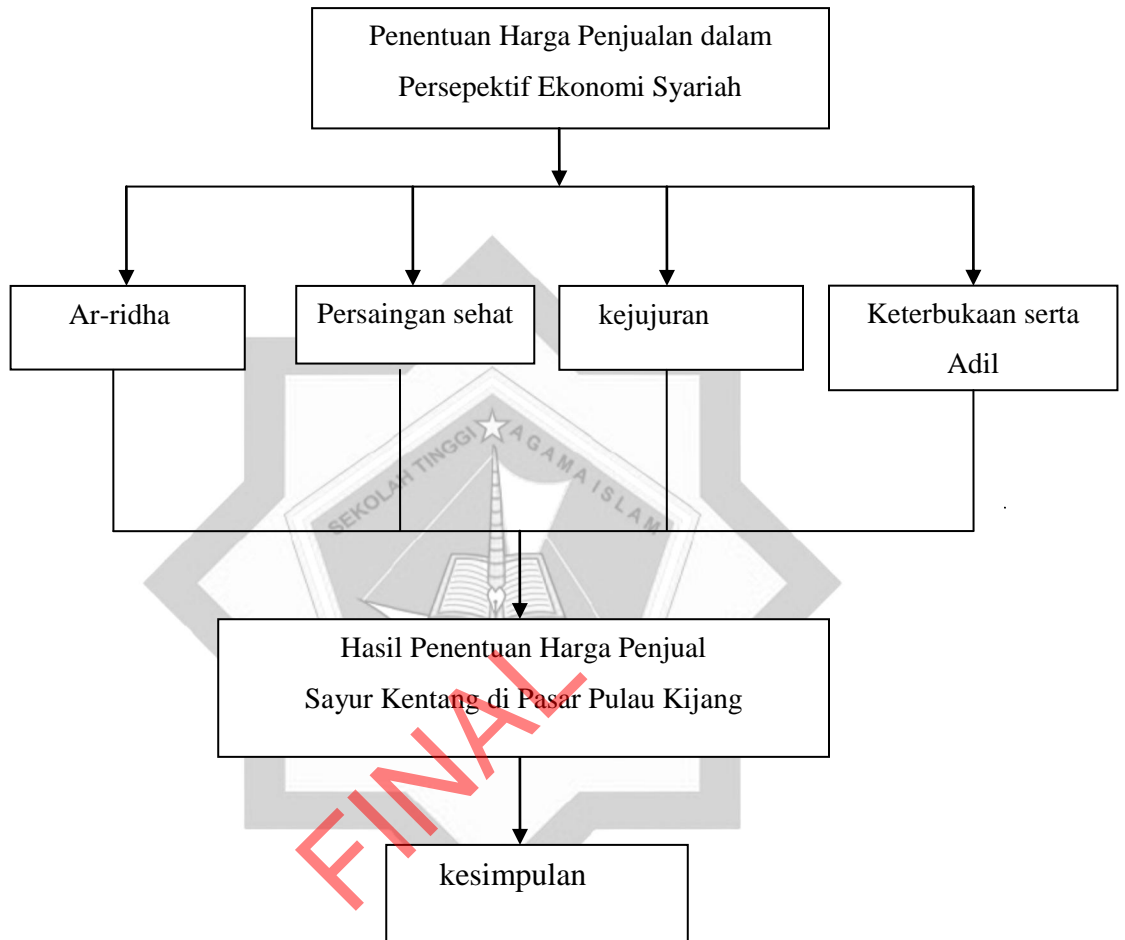 Penentuan Harga Penjualan dalam
Persepektif Ekonomi Syariah
Ar-ridha
Persaingan sehat
kejujuran
Keterbukaan serta
Adil
SEKOLAH TINGGI AGAMA ISLAM
Hasil Penentuan Harga Penjual
Sayur Kentang di Pasar Pulau Kijang
FINAL
kesimpulan